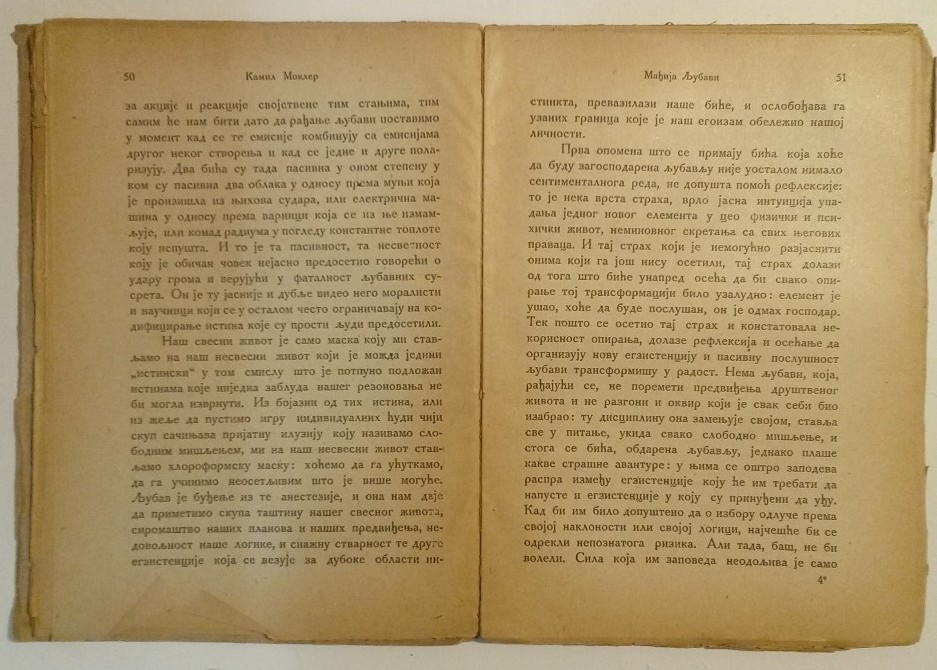 50
Камил Моклер
за акције и реакције својствене тим стањима, тим
самим ће нам бити дато да рађање љубави поставимо
у момент кад се те емисије комбинују са емисијама
другог неког створења и кад се једне и друге пола-
ризују. Два бића су тада пасивна у оном степену у
ком су пасивна два облака у односу према муњи која
је произишла из њихова судара, или електрична ма-
шина у односу према варници која се из ње измам-
љује, или комад радиума у погледу константне топлоте
коју испушта. И то је та пасивност, та несвесност
коју је обичан човек нејасно предосетио говорећи о
удару грома и верујући у фаталност љубавних су-
срета. Он је ту јасније и дубље видео него моралисти
и научници који се у осталом често ограничавају на ко-
дифицирање истина које су прости људи предосетили.
Наш свесни живот је само маска коју ми став-
љамо на наш несвесни живот који је можда једини
„истински“ у том смислу што је потпуно подложан
истинама које ниједна заблуда нашег резоновања не
би могла изврнути. Из бојазни од тих истина, или
из жеље да пустимо игру индивидуалних ћуди чији
скуп сачињава пријатну илузију коју називамо сло-
бодним мишљењем, ми на наш несвесни живот став-
љамо хлороформску маску: хоћемо да га ућуткамо,
да га учинимо неосетљивим што је више могуће.
Љубав је буђење из те анестезије, и она нам даје
да приметимо скупа таштину нашег свесног живота,
сиромаштво наших планова и наших предвиђења, не-
довољност наше логике, и снажну стварност те друге
егзистенције која се везује за дубоке области ин-
Мађија Љубави
51
стинкта, превазилази наше биће, и ослобођава га
узаних граница које је наш егоизам обележио нашој
личности.
Прва опомена што се примају бића која хоће
да буду загосподарена љубављу није уосталом нимало
сентименталнога реда, не допушта помоћ рефлексије:
то је нека врста страха, врло јасна интуиција упа-
дања једног новог елемента у цео физички и пси-
хички живот, неминовног скретања са свих његових
праваца. И тај страх који је немогућно разјаснити
онима који га још нису осетили, тај страх долази
од тога што биће унапред осећа да би свако опи-
рање тој трансформацији било узалудно: елемент је
ушао, хоће да буде послушан, он је одмах господар.
Тек пошто се осетио тај страх и констатовала не-
корисност опирања, долазе рефлексија и осећање да
организују нову егзистенцију и пасивну послушност
љубави трансформишу у радост. Нема љубави, која,
рађајући се, не поремети предвиђења друштвеног
живота и не разгони и оквир који је свак себи био
изабрао: ту дисциплину она замењује својом, ставља
све у питање, укида свако слободно мишљење, и
стога се бића, обдарена љубављу, једнако плаше
какве страшне авантуре: у њима се оштро заподева
распра између егзистенције коју ће им требати да
напусте и егзистенције у коју су принуђени да уђу.
Кад би им било допуштено да о избору одлуче према
својој наклоности или својој логици, најчешће би се
одрекли непознатога ризика. Али тада, баш, не би
волели. Сила која им заповеда неодољива је само
4*